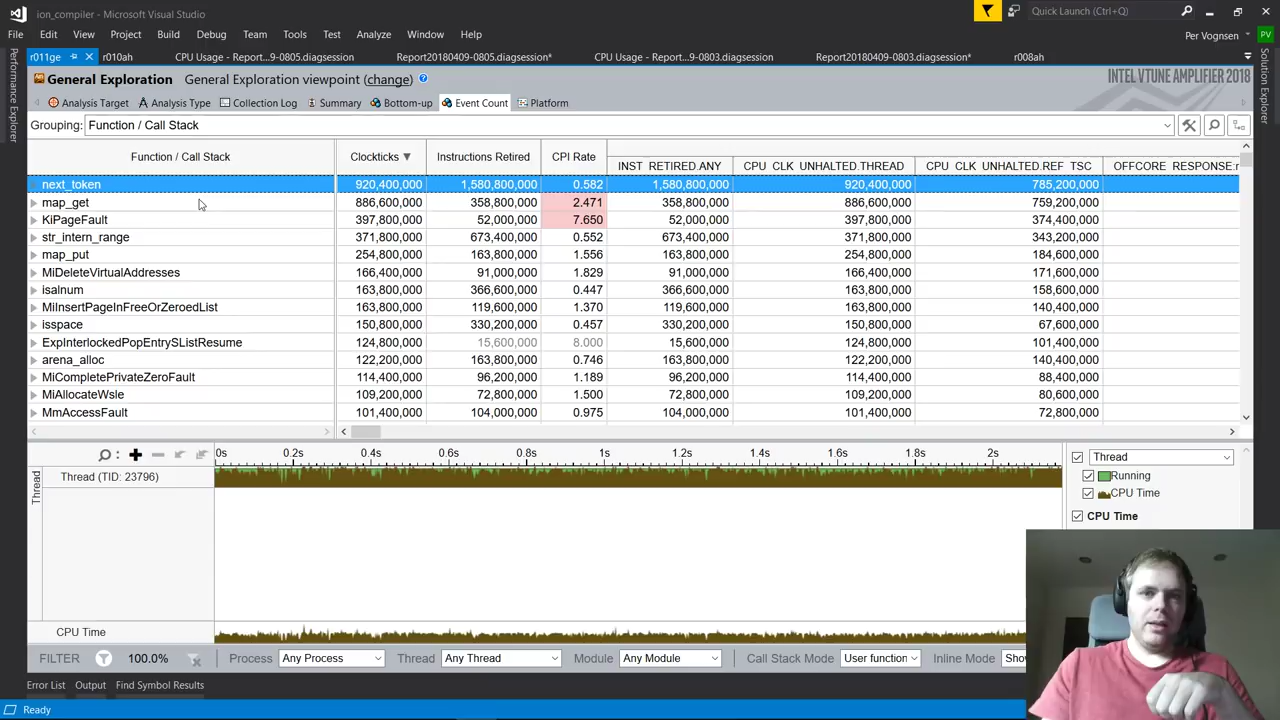 ion_compiler - Microsoft Visual Studio
Quick Launch (Ctrl+Q)
File Edit View Project Build Debug Team Tools Test Analyze Window Help
Per Vognsen PV
r011ge r010ah CPU Usage - Report...9-0805.diagsession Report20180409-0805.diagsession* CPU Usage - Report...9-0803.diagsession Report20180409-0803.diagsession* r008ah
Performance Explorer
Solution Explorer
General Exploration General Exploration viewpoint (change) ?
INTEL VTUNE AMPLIFIER 2018
Analysis Target Analysis Type Collection Log Summary Bottom-up Event Count Platform
Grouping: Function / Call Stack
Function / Call Stack Clockticks Instructions Retired CPI Rate INST_RETIRED.ANY CPU_CLK_UNHALTED.THREAD CPU_CLK_UNHALTED.REF_TSC OFFCORE_RESPONSE:r
next_token 920,400,000 1,580,800,000 0.582 1,580,800,000 920,400,000 785,200,000
map_get 886,600,000 358,800,000 2.471 358,800,000 886,600,000 759,200,000
KiPageFault 397,800,000 52,000,000 7.650 52,000,000 397,800,000 374,400,000
str_intern_range 371,800,000 673,400,000 0.552 673,400,000 371,800,000 343,200,000
map_put 254,800,000 163,800,000 1.556 163,800,000 254,800,000 184,600,000
MiDeleteVirtualAddresses 166,400,000 91,000,000 1.829 91,000,000 166,400,000 171,600,000
isalnum 163,800,000 366,600,000 0.447 366,600,000 163,800,000 158,600,000
MiInsertPageInFreeOrZeroedList 163,800,000 119,600,000 1.370 119,600,000 163,800,000 140,400,000
isspace 150,800,000 330,200,000 0.457 330,200,000 150,800,000 67,600,000
ExpInterlockedPopEntrySListResume 124,800,000 15,600,000 8.000 15,600,000 124,800,000 101,400,000
arena_alloc 122,200,000 163,800,000 0.746 163,800,000 122,200,000 140,400,000
MiCompletePrivateZeroFault 114,400,000 96,200,000 1.189 96,200,000 114,400,000 88,400,000
MiAllocateWsle 109,200,000 72,800,000 1.500 72,800,000 109,200,000 80,600,000
MmAccessFault 101,400,000 104,000,000 0.975 104,000,000 101,400,000 72,800,000
0s 0.2s 0.4s 0.6s 0.8s 1s 1.2s 1.4s 1.6s 1.8s 2s
Thread
Thread (TID: 23796)
Thread
Running
CPU Time
CPU Time
CPU Time
FILTER 100.0% Process Any Process Thread Any Thread Module Any Module Call Stack Mode User function Inline Mode Sho
Error List Output Find Symbol Results
Ready